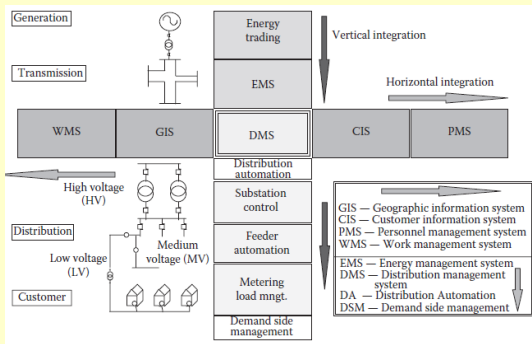 Generation
Energy
trading
Vertical integration
Transmission
EMS
Horizontal integration
WMS
GIS
DMS
CIS
PMS
Distribution
automation
High voltage
(HV)
Substation
control
Distribution
Medium
voltage (MV)
Feeder
automation
Low voltage
(LV)
Customer
Metering
load mngt.
Demand side
management
GIS — Geographic information system
CIS — Customer information system
PMS — Personnel management system
WMS — Work management system
EMS — Energy management system
DMS — Distribution management
system
DA — Distribution Automation
DSM — Demand side management